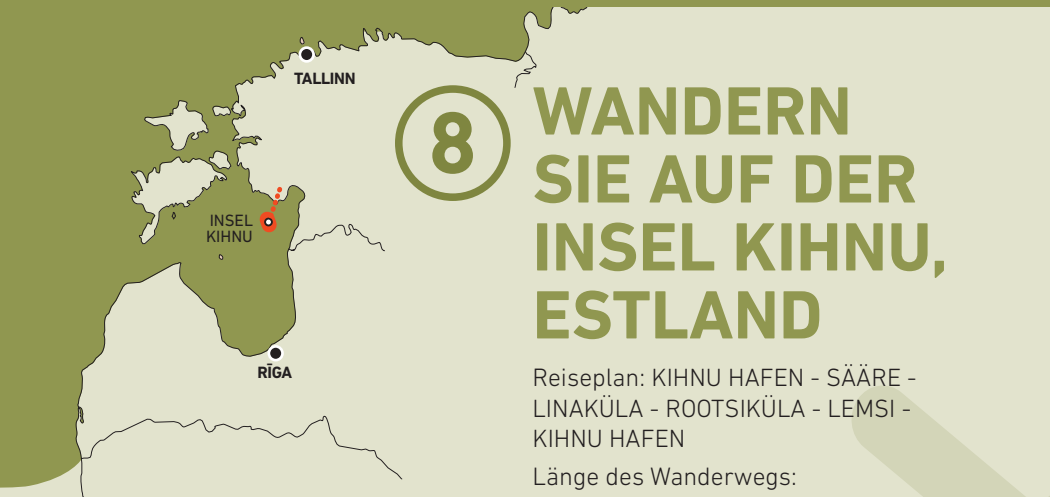 TALLINN
INSEL
KIHNU
RĪGA
8
WANDERN
SIE AUF DER
INSEL KIHNU,
ESTLAND
Reiseplan: KIHNU HAFEN - SÄÄRE -
LINAKÜLA - ROOTSIKÜLA - LEMSI -
KIHNU HAFEN
Länge des Wanderwegs: